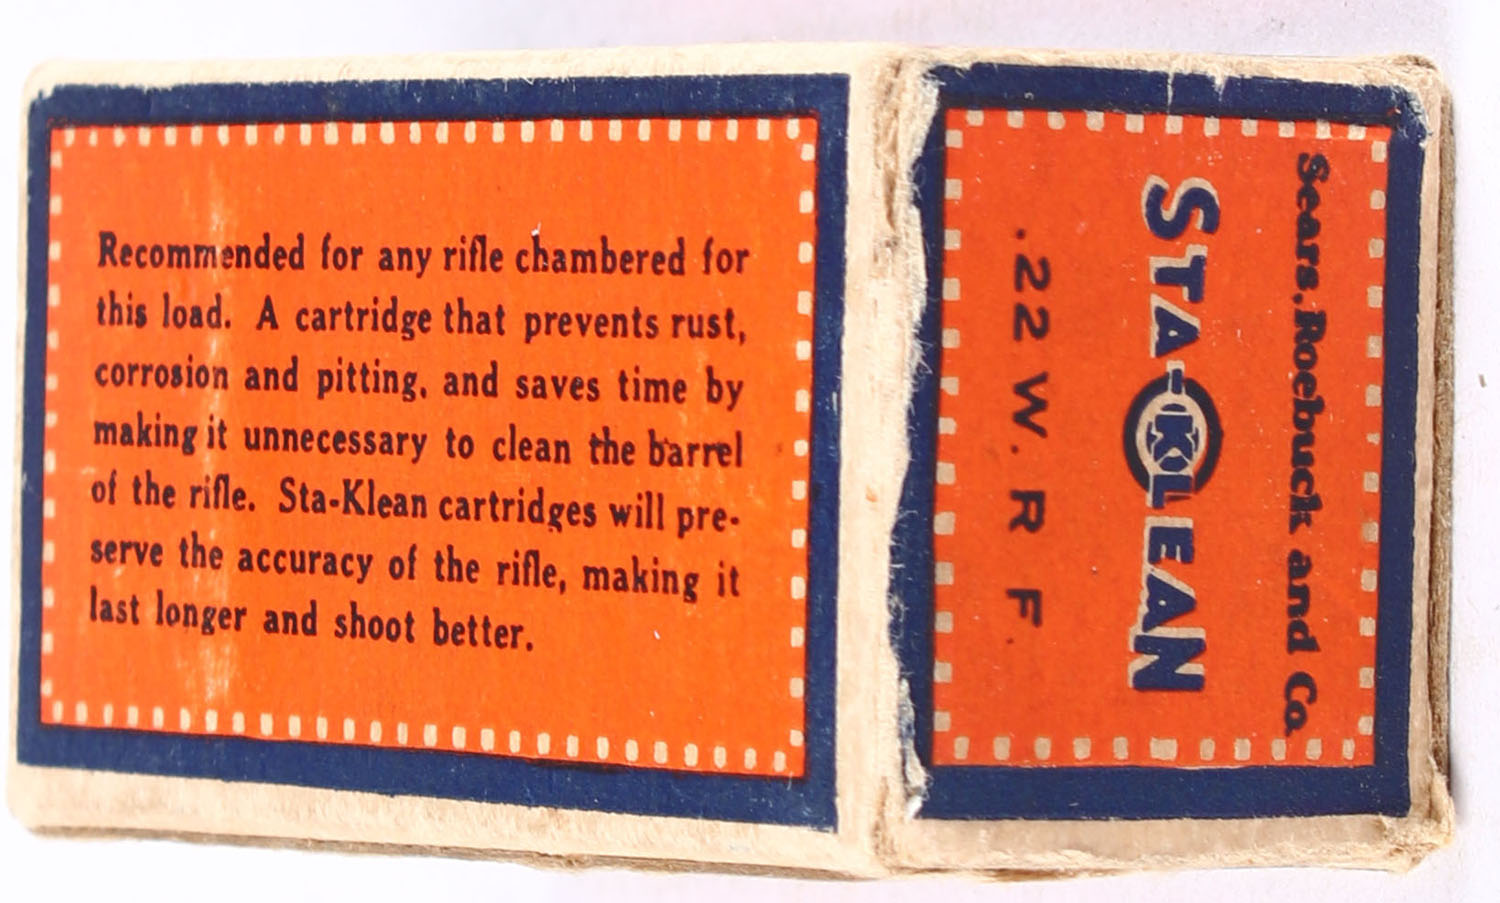 Recommended for any rifle chambered for
this load. A cartridge that prevents rust,
corrosion and pitting, and saves time by
making it unnecessary to clean the barrel
of the rifle. Sta-Klean cartridges will pre-
serve the accuracy of the rifle, making it
last longer and shoot better.
Sears, Roebuck and Co.
STA-KLEAN
.22 W. R. F.